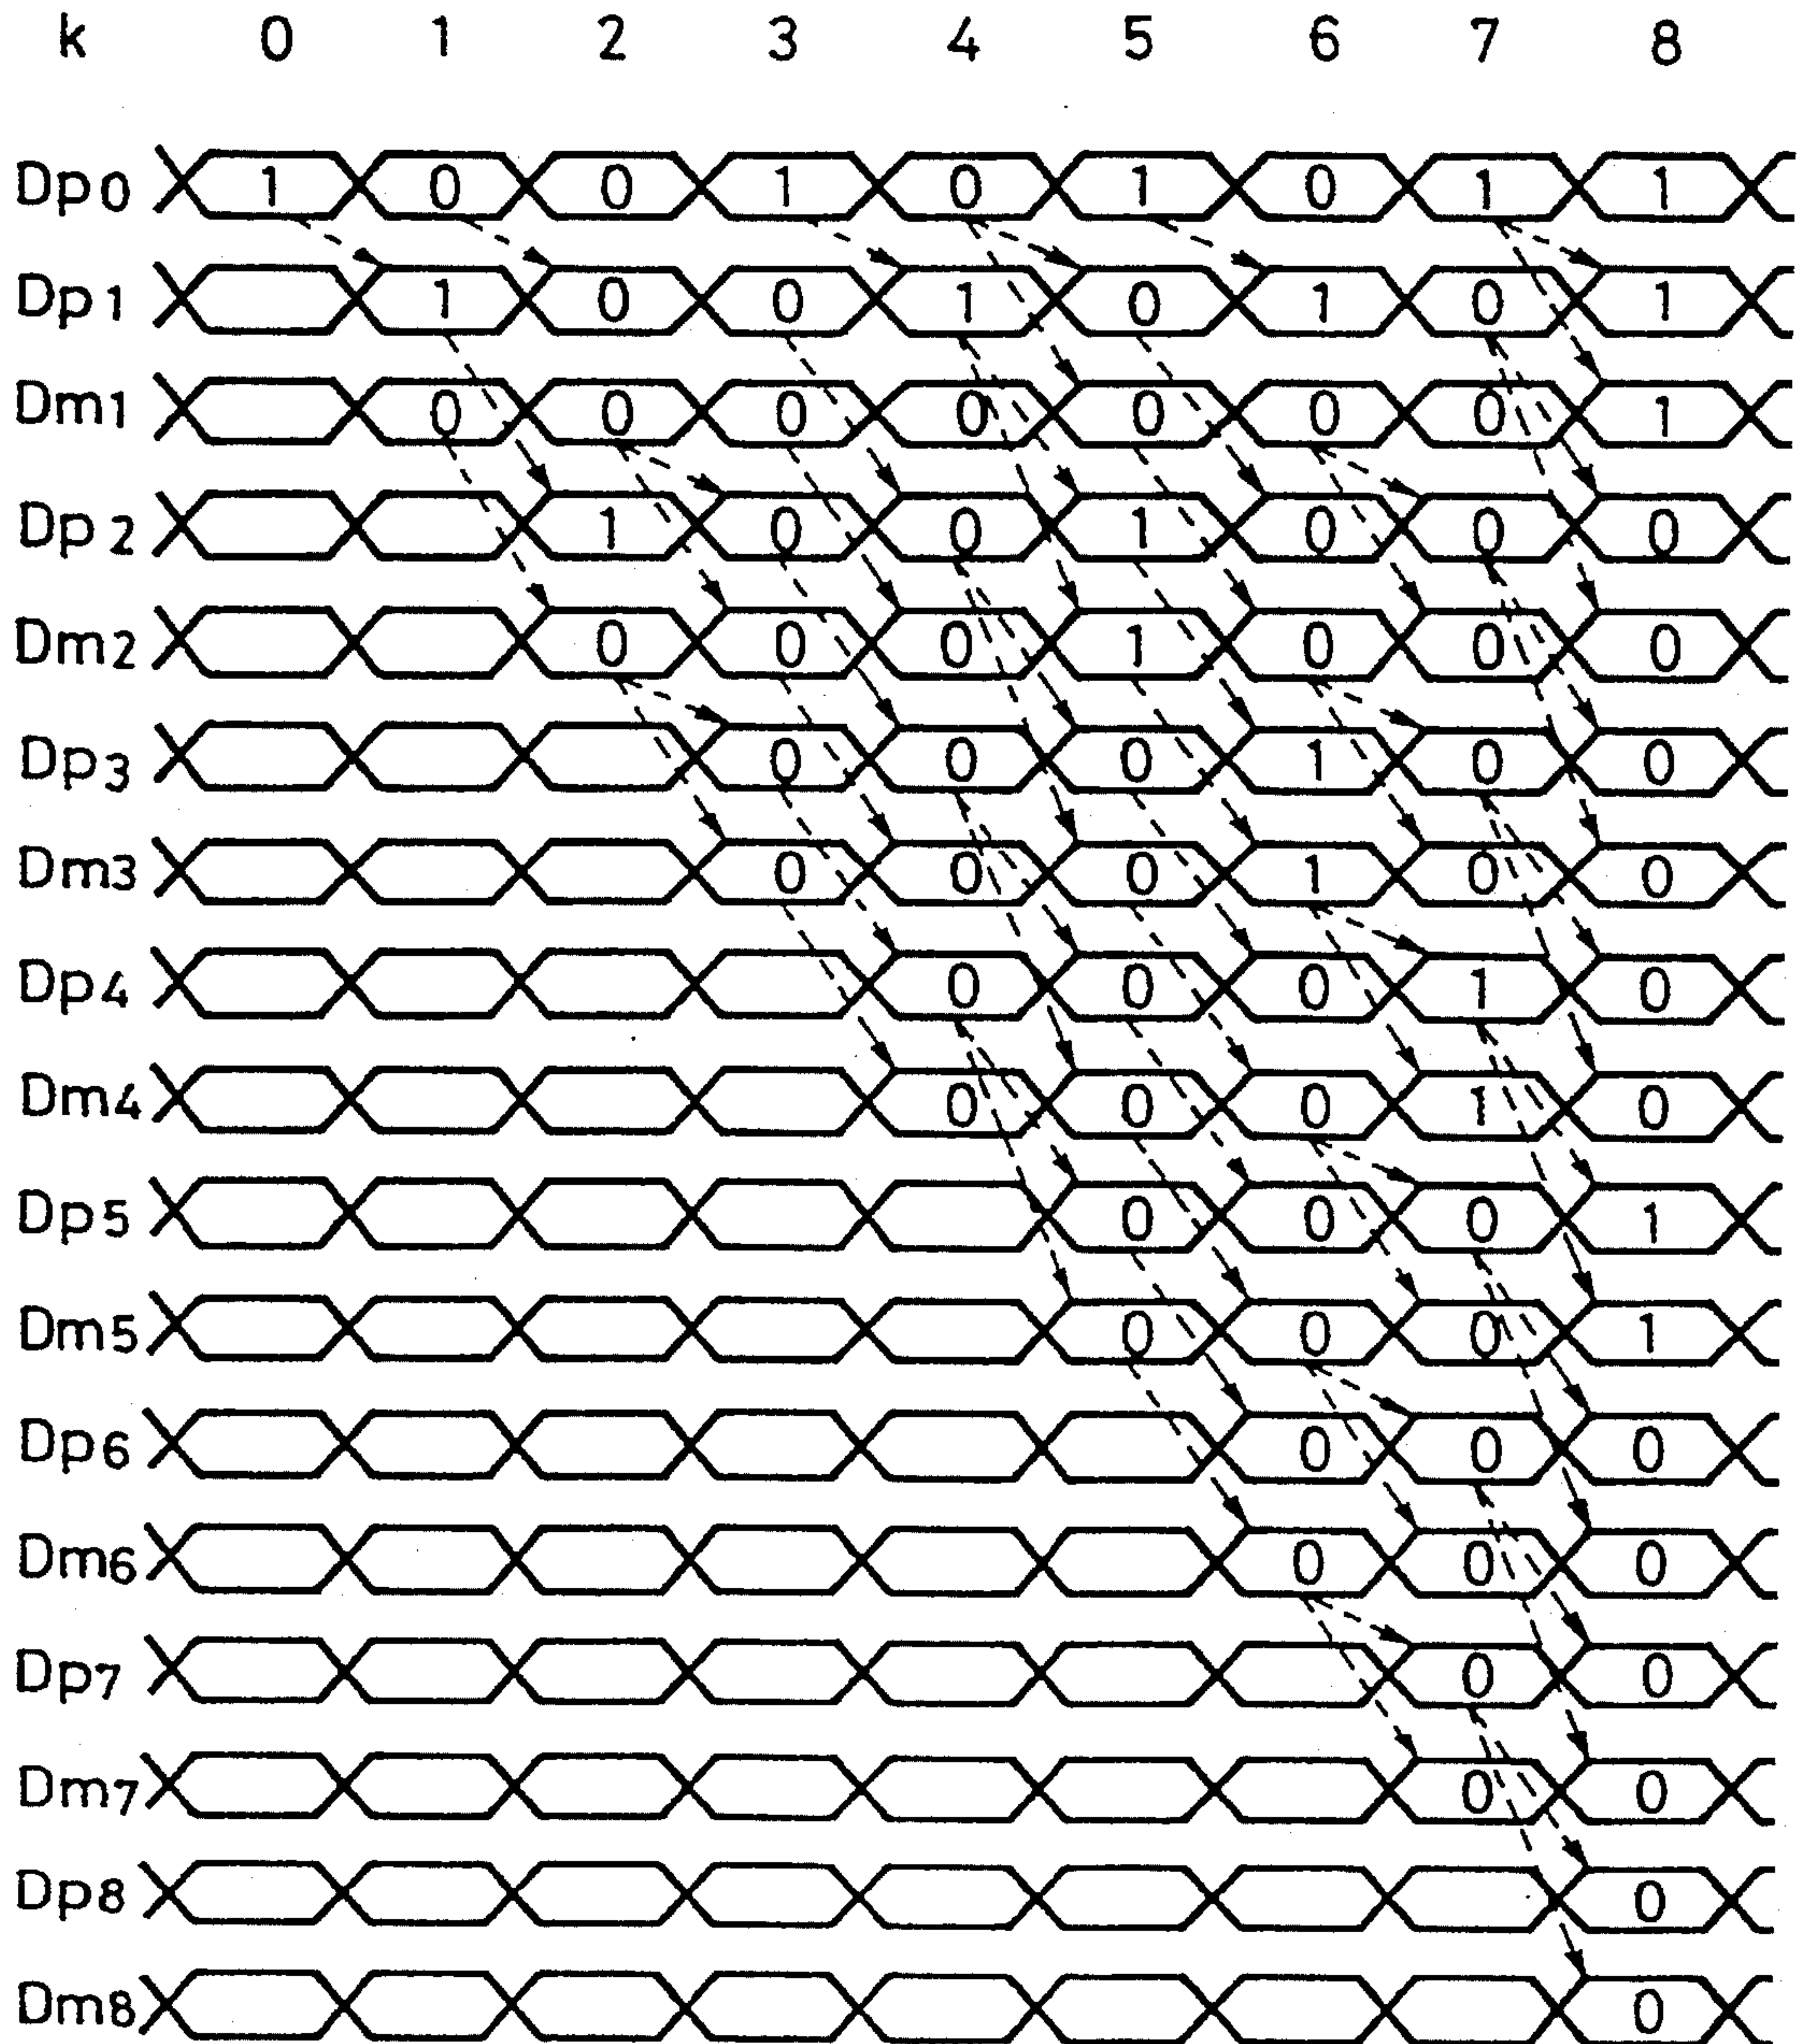 k 0 1 2 3 4 5 6 7 8
Dp0 1 0 0 1 0 1 0 1 1
Dp1 1 0 0 1 0 1 0 1
Dm1 0 0 0 0 0 0 0 1
Dp2 1 0 0 1 0 0 0
Dm2 0 0 0 1 0 0 0
Dp3 0 0 0 1 0 0
Dm3 0 0 0 1 0 0
Dp4 0 0 0 1 0
Dm4 0 0 0 1 0
Dp5 0 0 0 1
Dm5 0 0 0 1
Dp6 0 0 0
Dm6 0 0 0
Dp7 0 0
Dm7 0 0
Dp8 0
Dm8 0